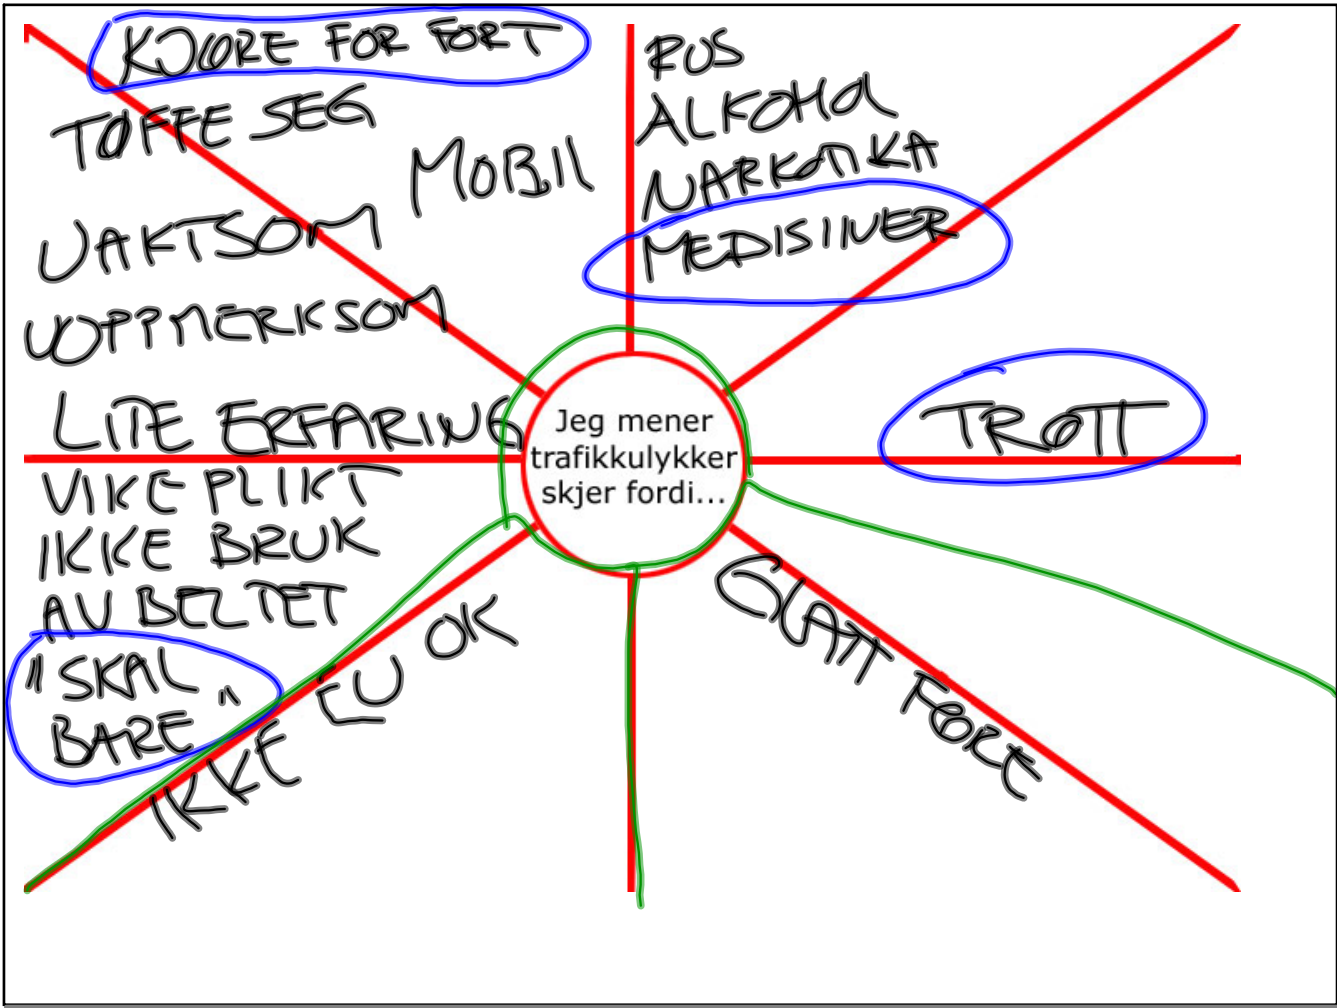 KJØRE FOR FORT
TØFFE SEG
MOBIL
UAKTSOM
UOPPMERKSOM
LITE ERFARING
VIKEPLIKT
IKKE BRUK
AV BELTET
"SKAL
BARE"
IKKE EU OK
RUS
ALKOHOL
NARKOTIKA
MEDISINER
TRØTT
Jeg mener
trafikkulykker
skjer fordi...
GLATT FØRE